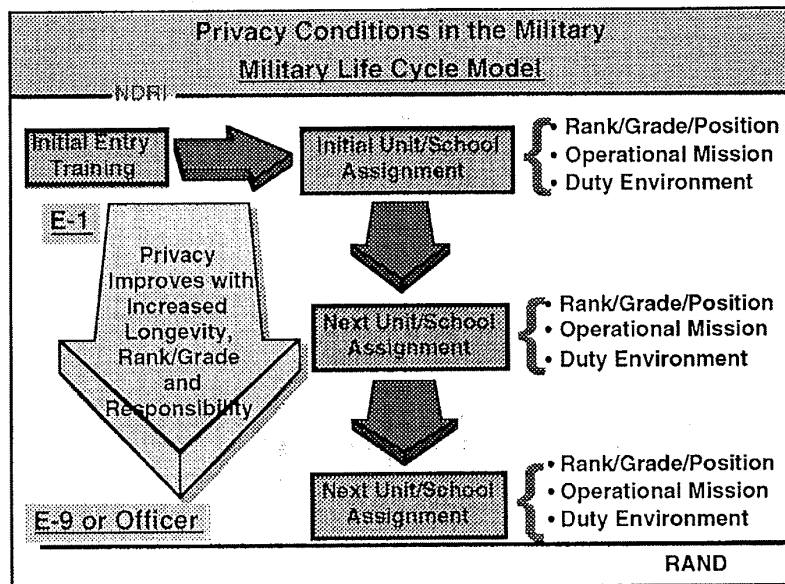 Privacy Conditions in the Military
Military Life Cycle Model
NDRI
Initial Entry
Training
Initial Unit/School
Assignment
• Rank/Grade/Position
• Operational Mission
• Duty Environment
E-1
Privacy
Improves with
Increased
Longevity,
Rank/Grade
and
Responsibility
Next Unit/School
Assignment
• Rank/Grade/Position
• Operational Mission
• Duty Environment
E-9 or Officer
Next Unit/School
Assignment
• Rank/Grade/Position
• Operational Mission
• Duty Environment
RAND